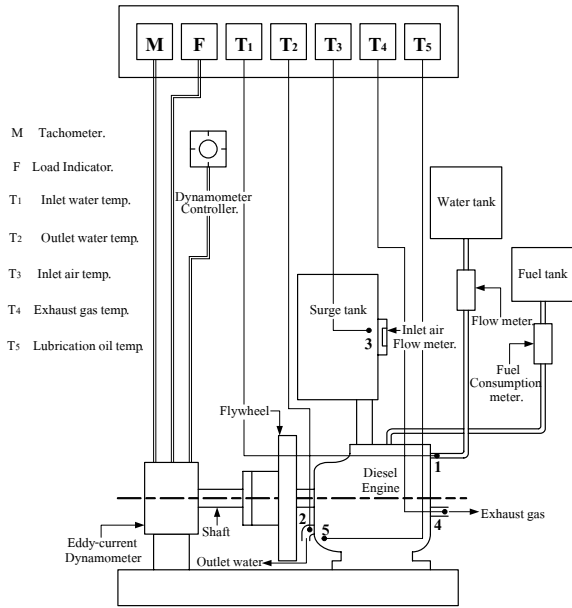 M F T1 T2 T3 T4 T5
M Tachometer.
F Load Indicator.
T1 Inlet water temp.
T2 Outlet water temp.
T3 Inlet air temp.
T4 Exhaust gas temp.
T5 Lubrication oil temp.
Dynamometer
Controller.
Water tank
Fuel tank
Surge tank
3
Inlet air
Flow meter.
Flow meter.
Fuel
Consumption
meter.
Flywheel
1
Diesel
Engine
Shaft
2
5
4
Exhaust gas
Eddy-current
Dynamometer
Outlet water